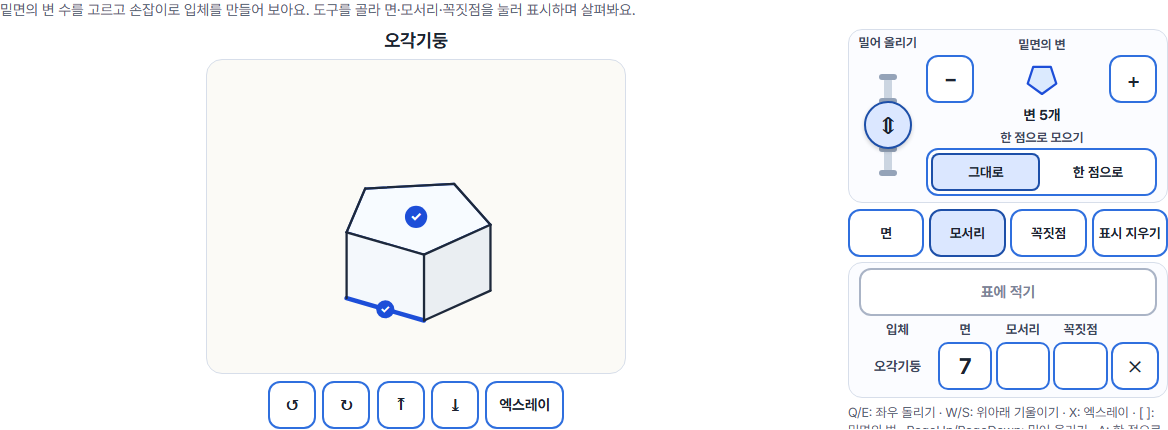 밑면의 변 수를 고르고 손잡이로 입체를 만들어 보아요. 도구를 골라 면·모서리·꼭짓점을 눌러 표시하며 살펴봐요.
오각기둥
밀어 올리기
밑면의 변
−
+
변 5개
한 점으로 모으기
그대로
한 점으로
면
모서리
꼭짓점
표시 지우기
표에 적기
입체 면 모서리 꼭짓점
오각기둥 7 ×
↺ ↻ ⤒ ⤓ 엑스레이
Q/E: 좌우 돌리기 · W/S: 위아래 기울이기 · X: 엑스레이 · [ ]: